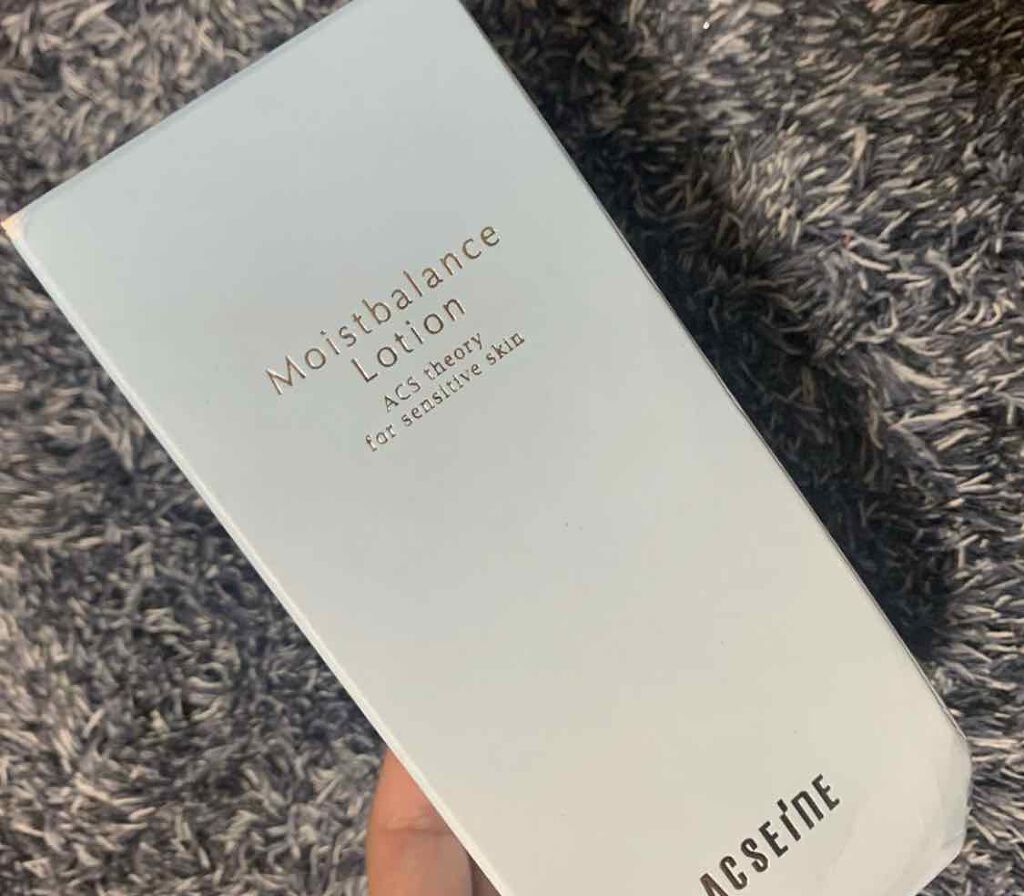 Moistbalance
Lotion
ACS theory
for sensitive skin
ACSEINE